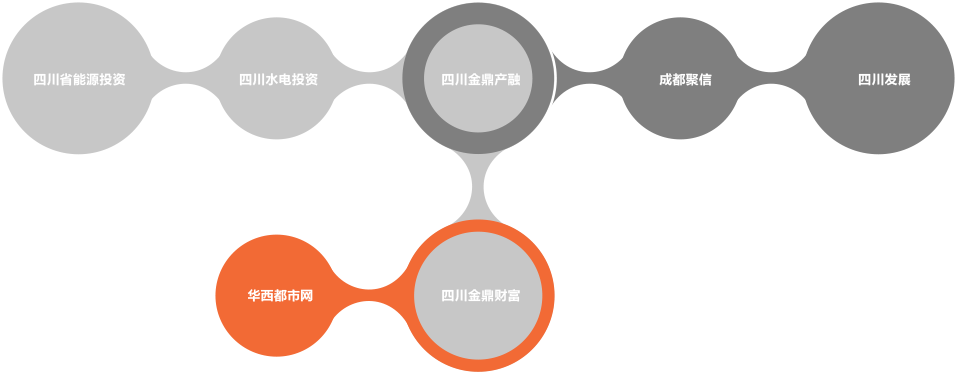 四川省能源投资
四川水电投资
四川金鼎产融
成都聚信
四川发展
华西都市网
四川金鼎财富